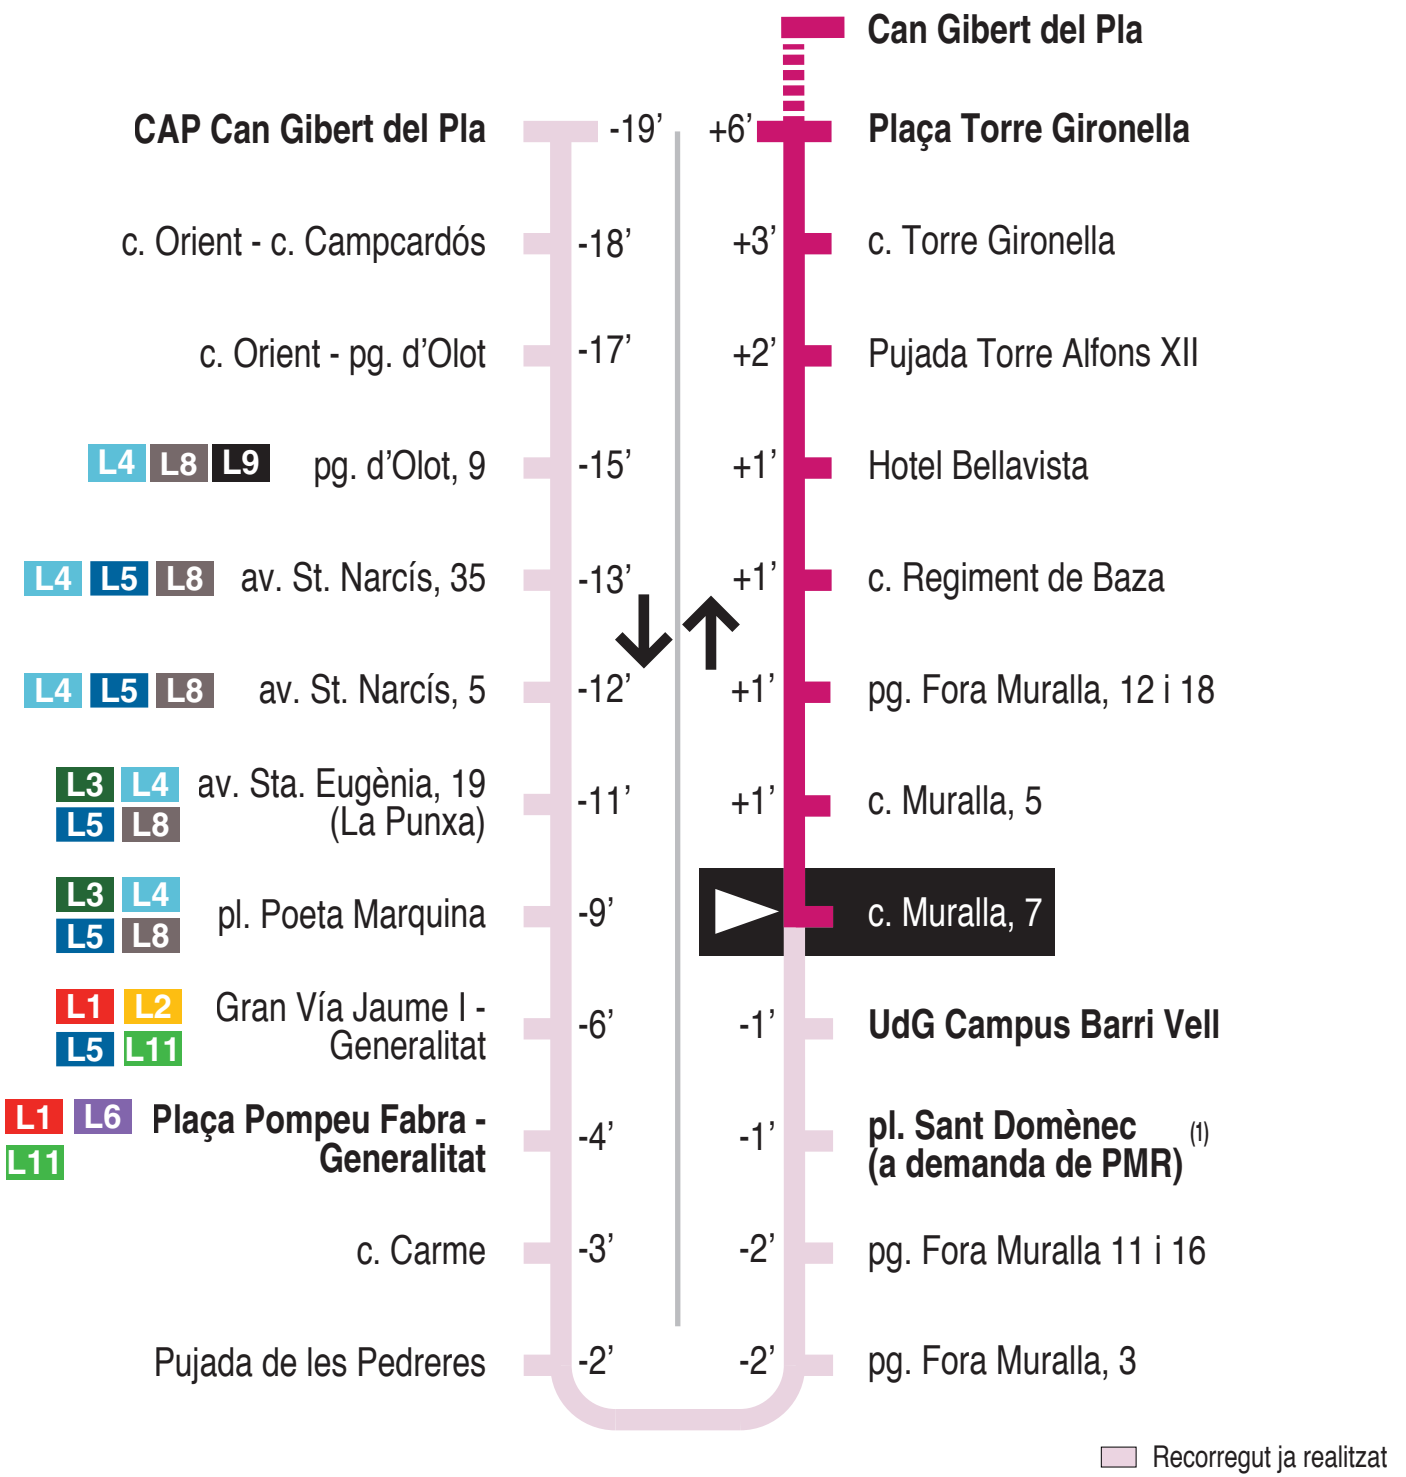 Can Gibert del Pla
CAP Can Gibert del Pla -19’ +6’ Plaça Torre Gironella
c. Orient - c. Campcardós -18’ +3’ c. Torre Gironella
c. Orient - pg. d’Olot -17’ +2’ Pujada Torre Alfons XII
L4 L8 L9 pg. d’Olot, 9 -15’ +1’ Hotel Bellavista
L4 L5 L8 av. St. Narcís, 35 -13’ +1’ c. Regiment de Baza
L4 L5 L8 av. St. Narcís, 5 -12’ +1’ pg. Fora Muralla, 12 i 18
L3 L4 av. Sta. Eugènia, 19 -11’ +1’ c. Muralla, 5
L5 L8 (La Punxa)
L3 L4 pl. Poeta Marquina -9’ c. Muralla, 7
L5 L8
L1 L2 Gran Vía Jaume I - -6’ -1’ UdG Campus Barri Vell
L5 L11 Generalitat
L1 L6 Plaça Pompeu Fabra - -4’ -1’ pl. Sant Domènec (1)
L11 Generalitat (a demanda de PMR)
c. Carme -3’ -2’ pg. Fora Muralla 11 i 16
Pujada de les Pedreres -2’ -2’ pg. Fora Muralla, 3
Recorregut ja realitzat